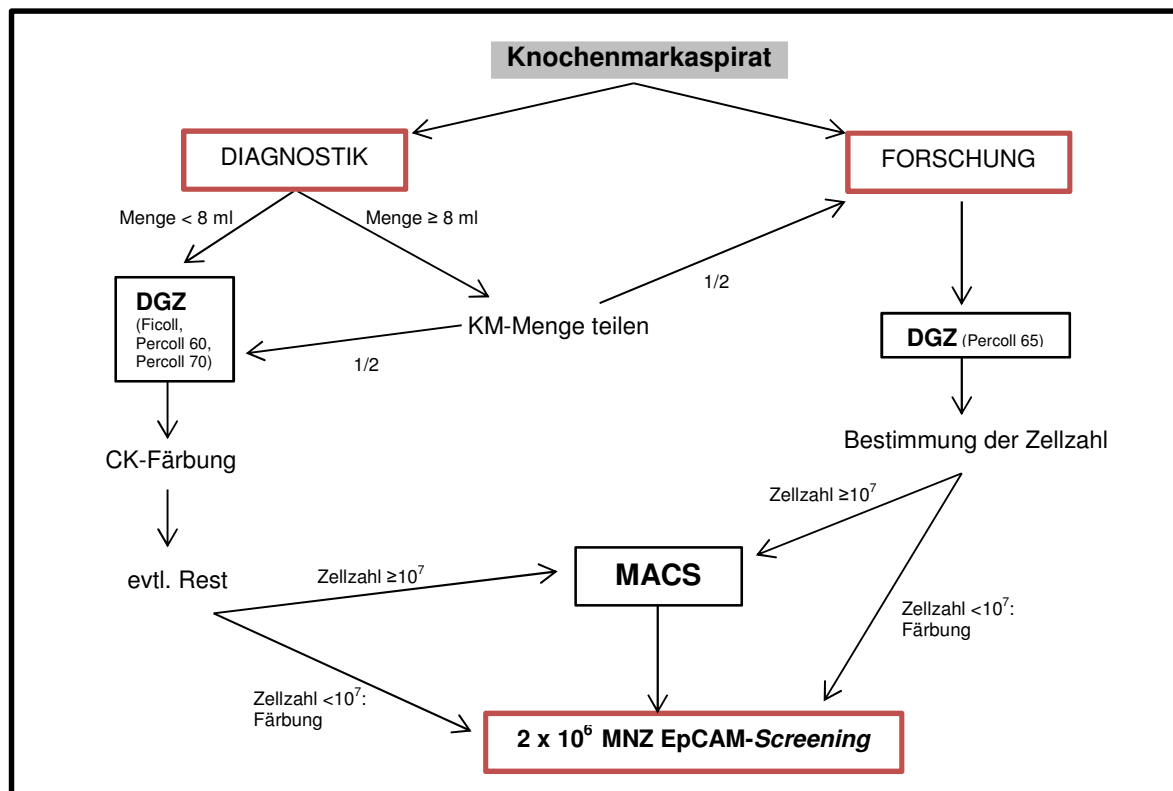 Knochenmarkaspirat
DIAGNOSTIK
FORSCHUNG
Menge < 8 ml
Menge ≥ 8 ml
DGZ
(Ficoll,
Percoll 60,
Percoll 70)
1/2
KM-Menge teilen
1/2
DGZ (Percoll 65)
CK-Färbung
Bestimmung der Zellzahl
evtl. Rest
Zellzahl ≥10⁷
Zellzahl ≥10⁷
MACS
Zellzahl <10⁷:
Färbung
Zellzahl <10⁷:
Färbung
2 x 10⁶ MNZ EpCAM-Screening